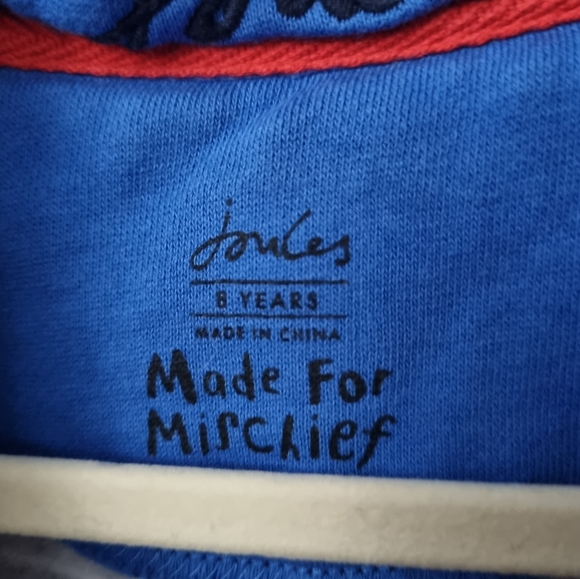 joules
8 YEARS
MADE IN CHINA
Made For
Mischief